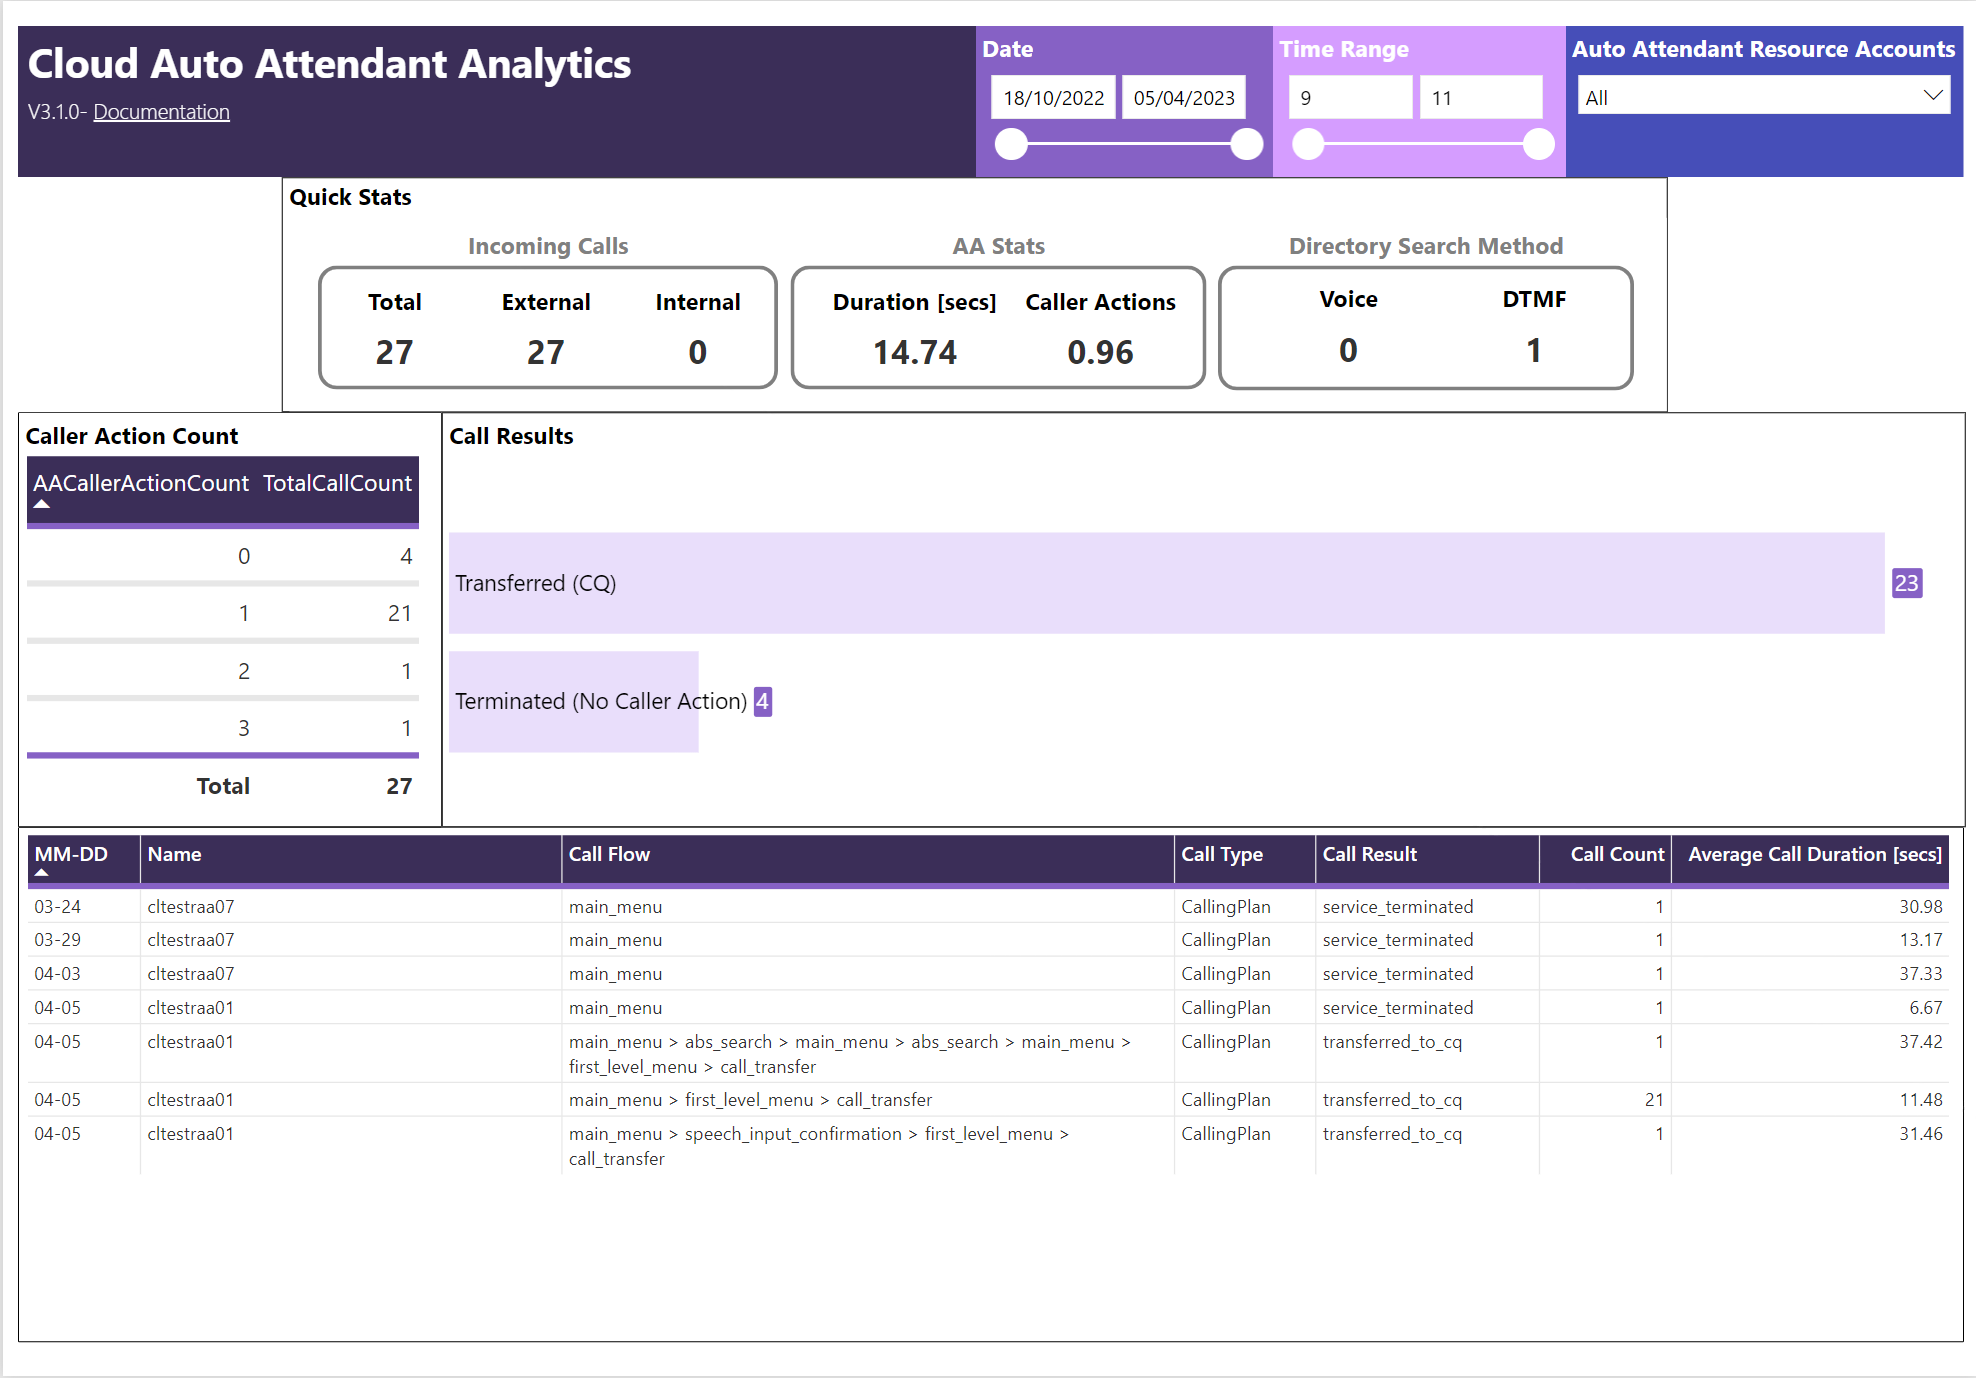 Cloud Auto Attendant Analytics
V3.1.0- Documentation
Date
18/10/2022 05/04/2023
Time Range
9 11
Auto Attendant Resource Accounts
All
Quick Stats
Incoming Calls
Total External Internal
27 27 0
AA Stats
Duration [secs] Caller Actions
14.74 0.96
Directory Search Method
Voice DTMF
0 1
Caller Action Count
AACallerActionCount TotalCallCount
0 4
1 21
2 1
3 1
Total 27
Call Results
Transferred (CQ) 23
Terminated (No Caller Action) 4
MM-DD Name Call Flow Call Type Call Result Call Count Average Call Duration [secs]
03-24 cltestraa07 main_menu CallingPlan service_terminated 1 30.98
03-29 cltestraa07 main_menu CallingPlan service_terminated 1 13.17
04-03 cltestraa07 main_menu CallingPlan service_terminated 1 37.33
04-05 cltestraa01 main_menu CallingPlan service_terminated 1 6.67
04-05 cltestraa01 main_menu > abs_search > main_menu > abs_search > main_menu > CallingPlan transferred_to_cq 1 37.42
first_level_menu > call_transfer
04-05 cltestraa01 main_menu > first_level_menu > call_transfer CallingPlan transferred_to_cq 21 11.48
04-05 cltestraa01 main_menu > speech_input_confirmation > first_level_menu > CallingPlan transferred_to_cq 1 31.46
call_transfer